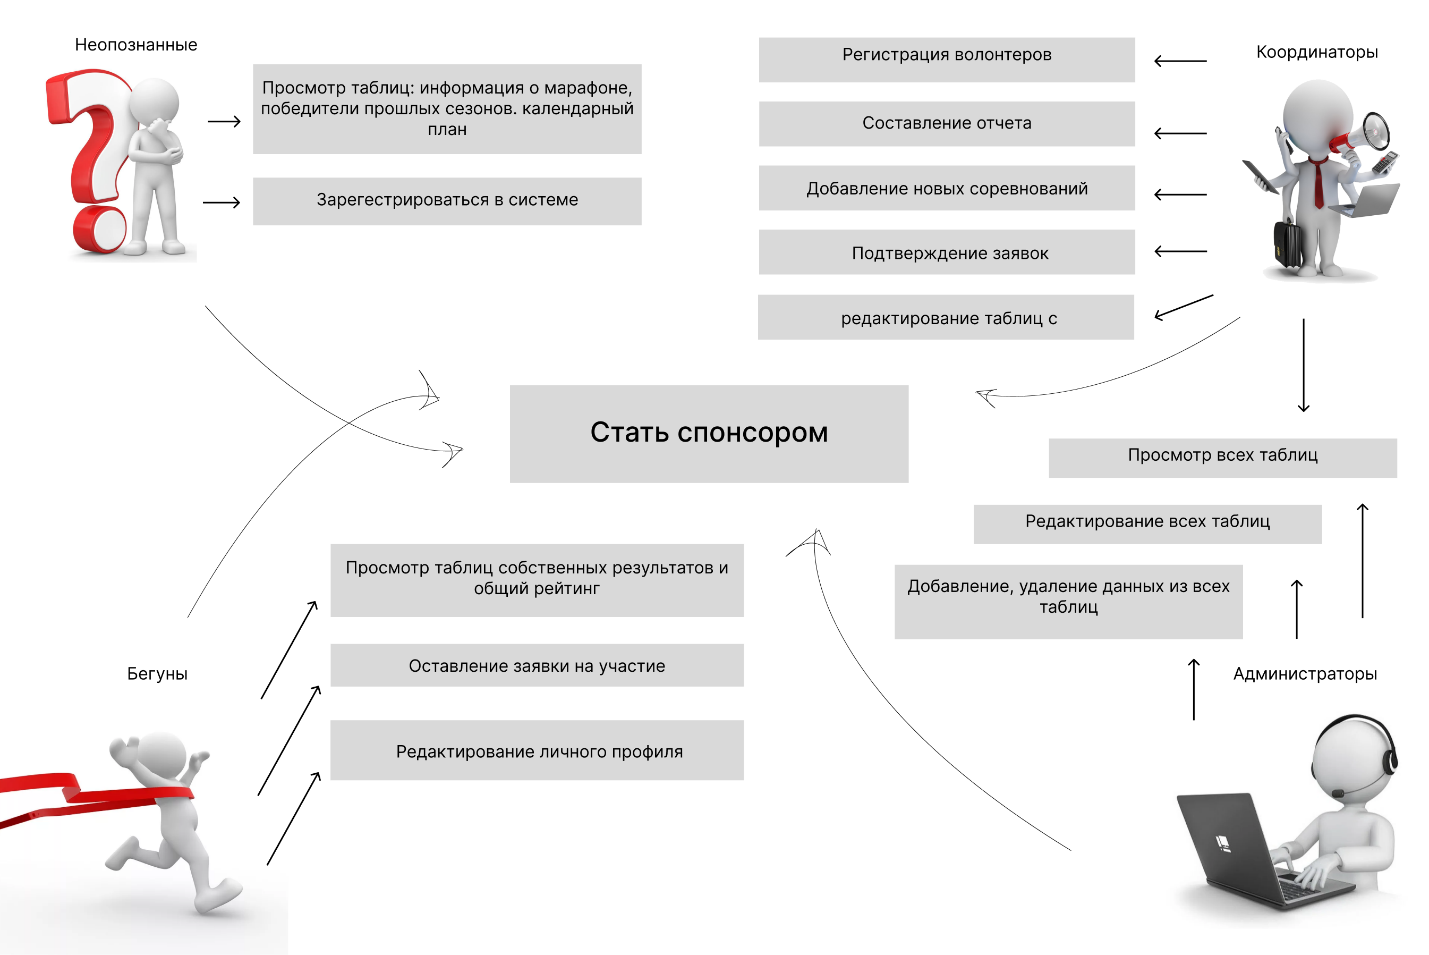 Неопознанные
Просмотр таблиц: информация о марафоне,
победители прошлых сезонов. календарный
план
Зарегестрироваться в системе
Координаторы
Регистрация волонтеров
Составление отчета
Добавление новых соревнований
Подтверждение заявок
редактирование таблиц с
Стать спонсором
Просмотр всех таблиц
Редактирование всех таблиц
Добавление, удаление данных из всех
таблиц
Администраторы
Бегуны
Просмотр таблиц собственных результатов и
общий рейтинг
Оставление заявки на участие
Редактирование личного профиля